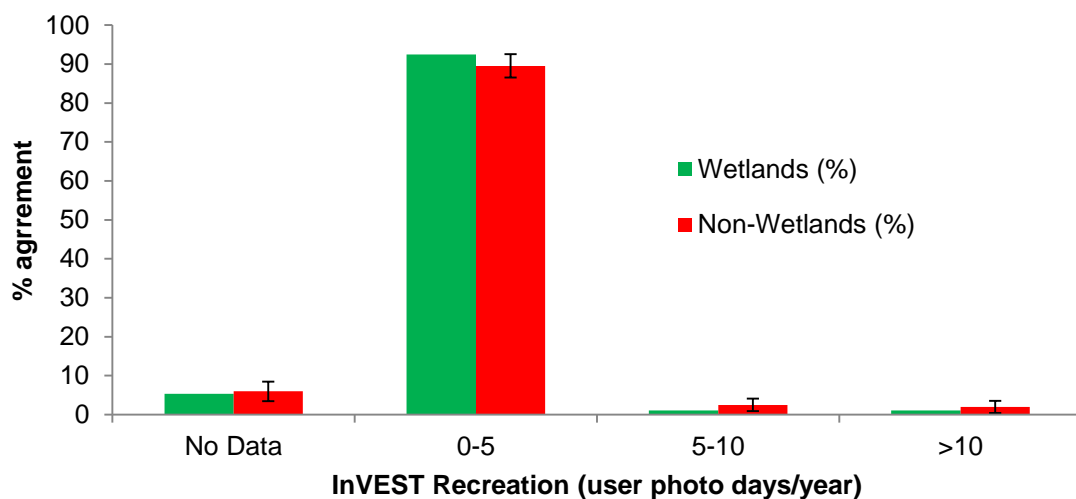 100
90
80
70
60
50
40
30
20
10
0
% agrrement
Wetlands (%)
Non-Wetlands (%)
No Data
0-5
5-10
>10
InVEST Recreation (user photo days/year)